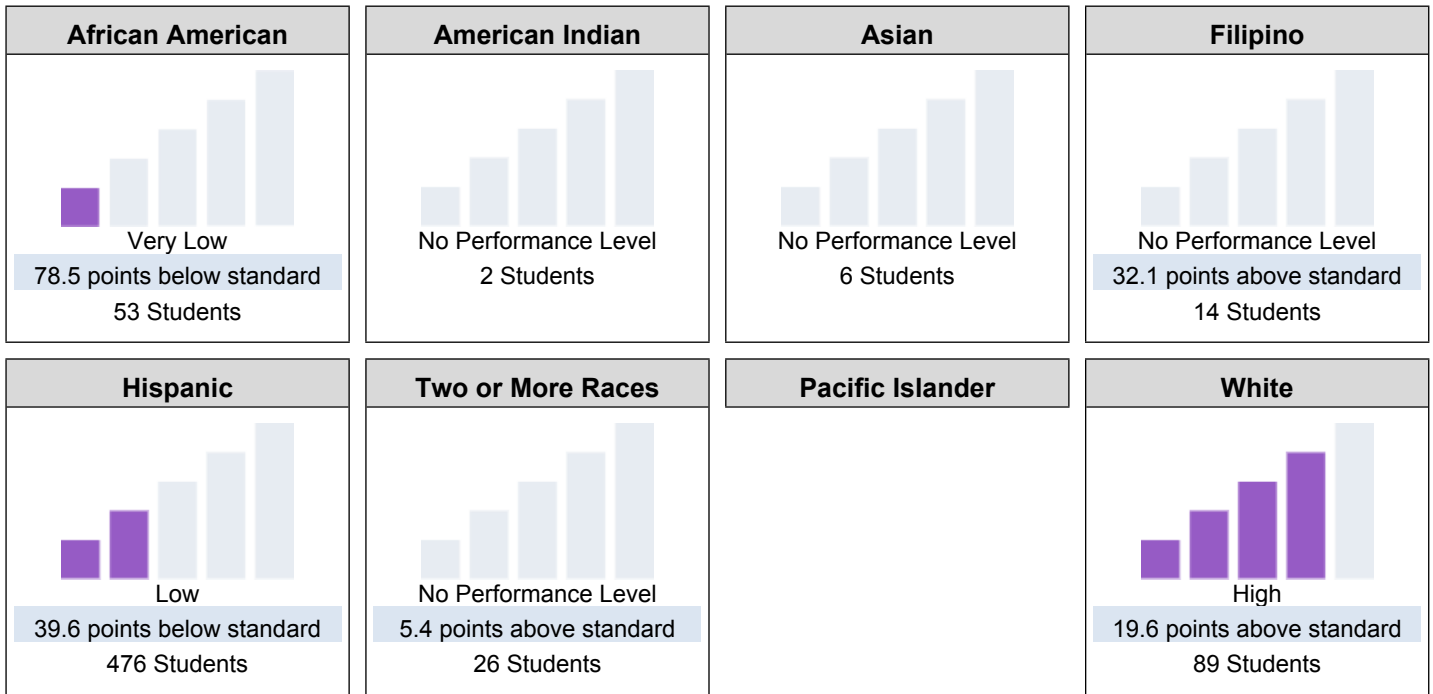 African American
Very Low
78.5 points below standard
53 Students
American Indian
No Performance Level
2 Students
Asian
No Performance Level
6 Students
Filipino
No Performance Level
32.1 points above standard
14 Students
Hispanic
Low
39.6 points below standard
476 Students
Two or More Races
No Performance Level
5.4 points above standard
26 Students
Pacific Islander
White
High
19.6 points above standard
89 Students